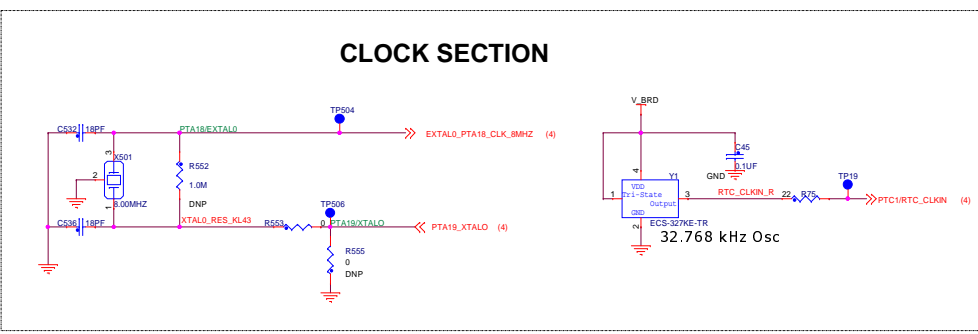 CLOCK SECTION
TP504
V_BRD
C532 18PF
PTA18/EXTAL0
EXTAL0_PTA18_CLK_8MHZ (4)
3
X501
2
1
8.00MHZ
R552
1.0M
DNP
C45
0.1UF
GND
4
Y1
VDD
Tri-State
Output
GND
1
3
2
RTC_CLKIN_R
22
R75
TP19
PTC1/RTC_CLKIN (4)
ECS-327KE-TR
32.768 kHz Osc
C536 18PF
XTAL0_RES_KL43
R553
0
TP506
PTA19/XTALO
PTA19_XTALO (4)
R555
0
DNP